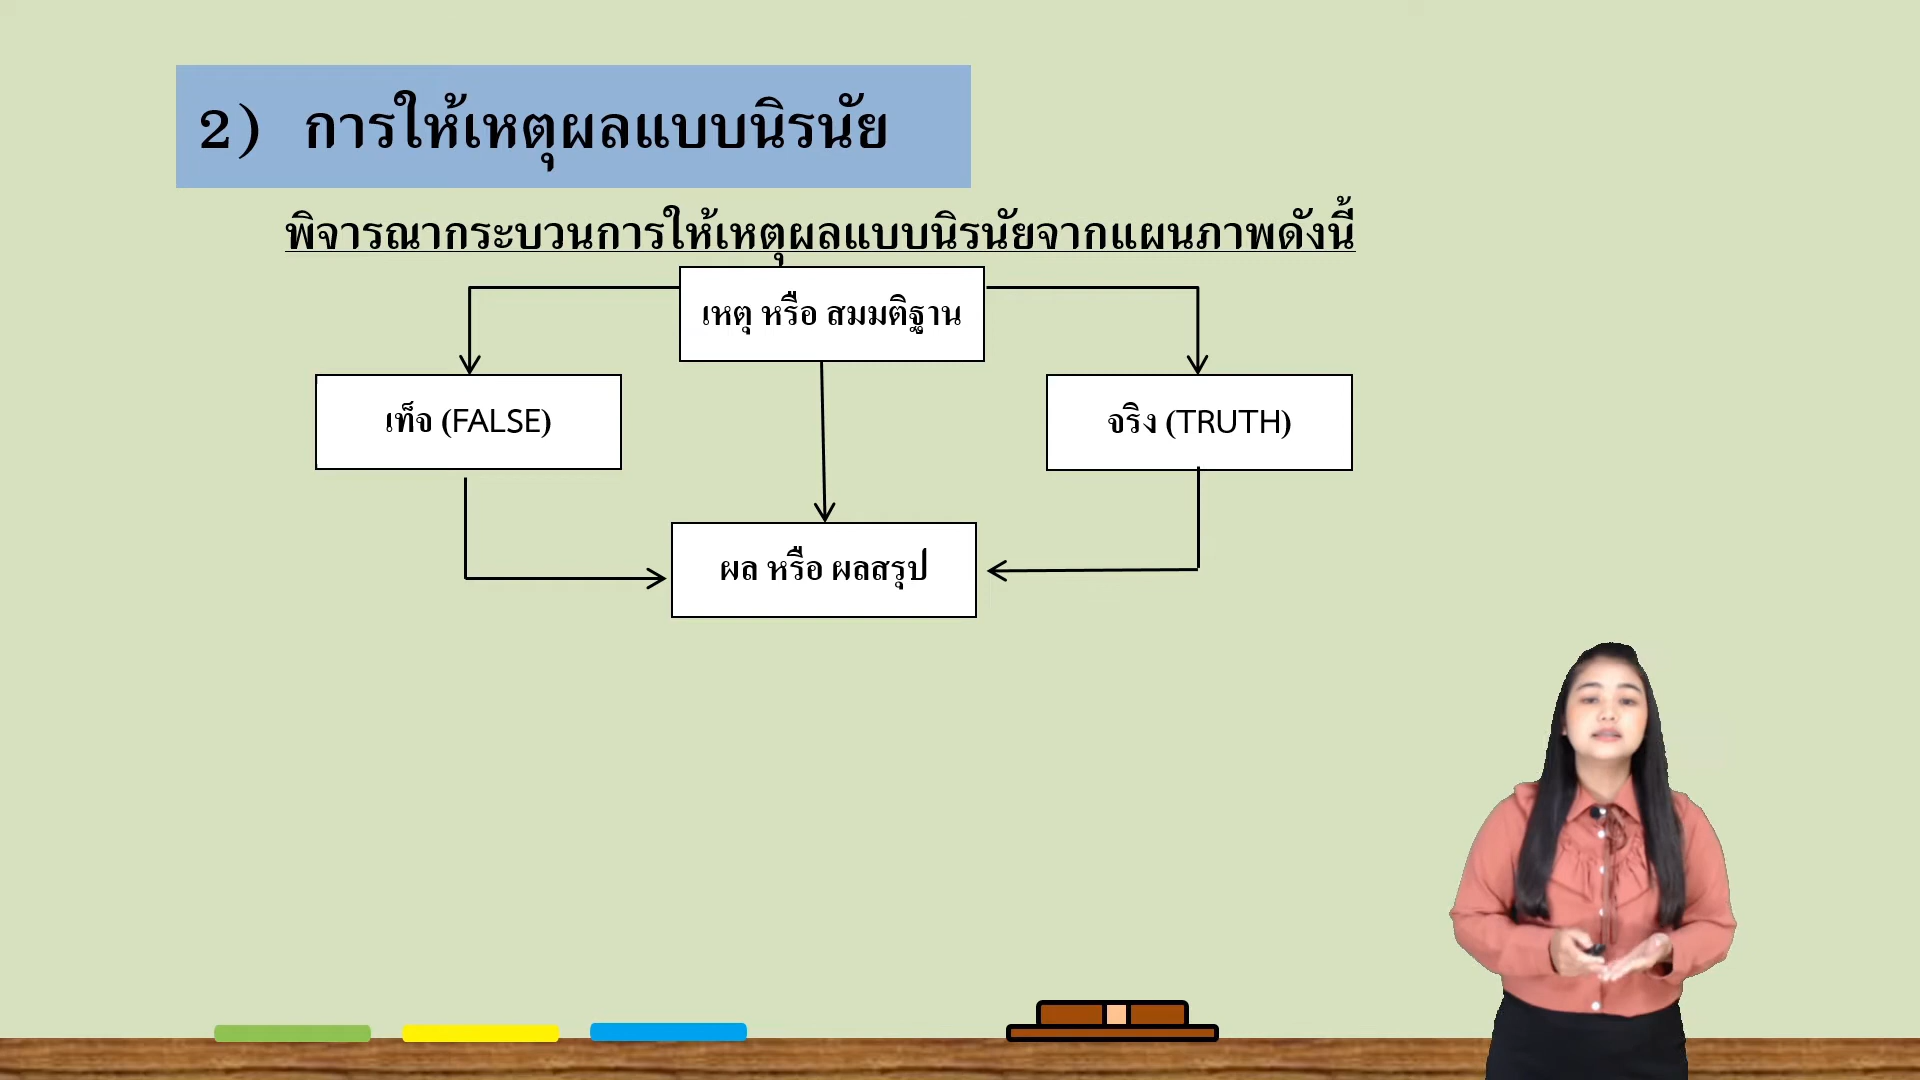 2) การให้เหตุผลแบบนิรนัย
พิจารณากระบวนการให้เหตุผลแบบนิรนัยจากแผนภาพดังนี้
เหตุ หรือ สมมติฐาน
เท็จ (FALSE)
จริง (TRUTH)
ผล หรือ ผลสรุป